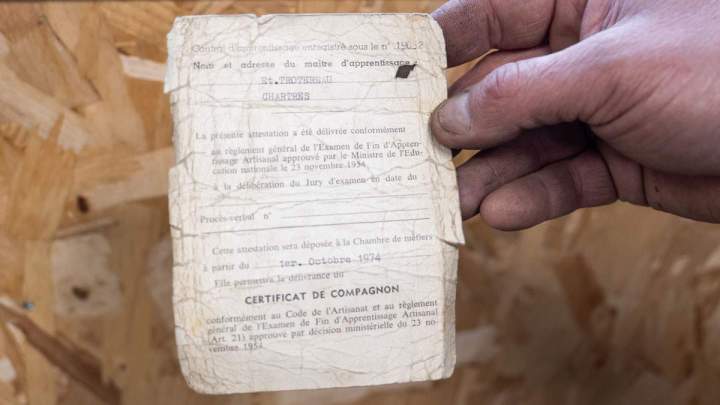 Contrat d'apprentissage enregistré sous le n°
Nom et adresse du maître d'apprentissage
Et. TROTEREAU
CHARTRES
La présente attestation a été délivrée conformément
au règlement général de l'Examen de Fin d'Appren-
tissage Artisanal approuvé par le Ministre de l'Edu-
cation nationale le 23 novembre 1954.
à la délibération du Jury d'examen en date du
Procès-verbal n°
Cette attestation sera déposée à la Chambre de métiers
à partir du 1er. Octobre 1974
Elle permettra la délivrance du
CERTIFICAT DE COMPAGNON
conformément au Code de l'Artisanat et au règlement
général de l'Examen de Fin d'Apprentissage Artisanal
(Art. 21) approuvé par décision ministérielle du 23 no-
vembre 1954.